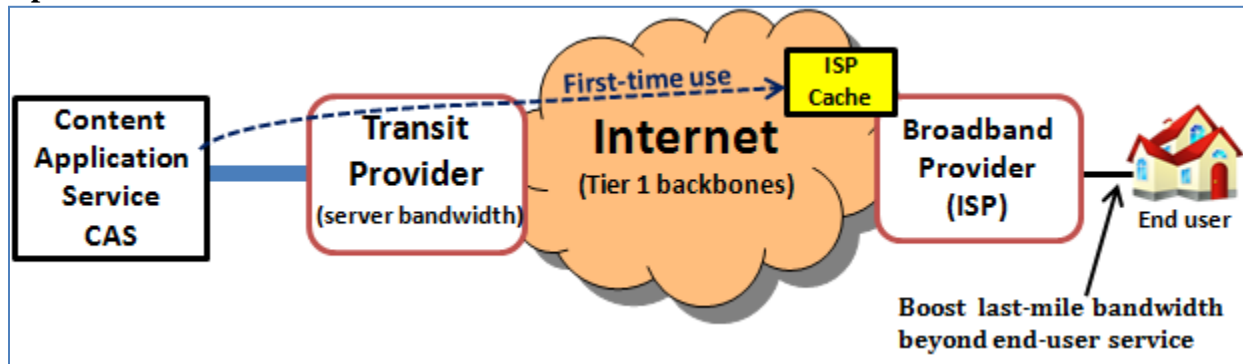 Content
Application
Service
CAS
First-time use
Transit
Provider
(server bandwidth)
Internet
(Tier 1 backbones)
ISP
Cache
Broadband
Provider
(ISP)
End user
Boost last-mile bandwidth
beyond end-user service